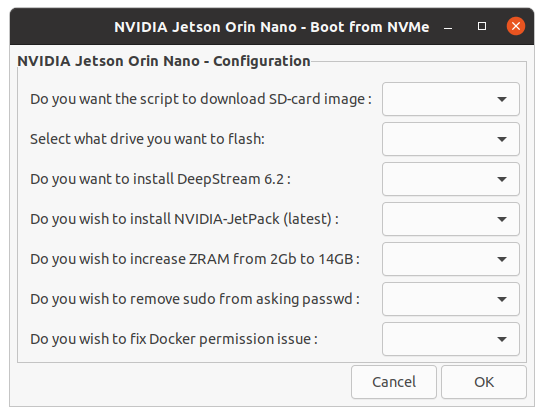 NVIDIA Jetson Orin Nano - Boot from NVMe
NVIDIA Jetson Orin Nano - Configuration
Do you want the script to download SD-card image :
Select what drive you want to flash:
Do you want to install DeepStream 6.2 :
Do you wish to install NVIDIA-JetPack (latest) :
Do you wish to increase ZRAM from 2Gb to 14GB :
Do you wish to remove sudo from asking passwd :
Do you wish to fix Docker permission issue :
Cancel OK